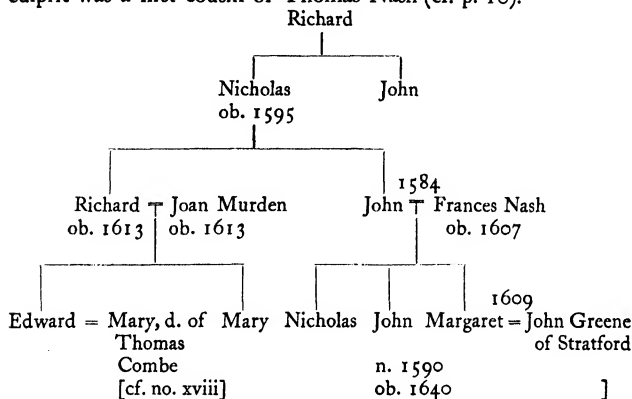 culprit was a first cousin of Thomas Nash (cf. p. 10).
Richard
Nicholas John
ob. 1595
1584
Richard Joan Murden John Frances Nash
ob. 1613 ob. 1613 ob. 1607
1609
Edward = Mary, d. of Mary Nicholas John Margaret = John Greene
Thomas of Stratford
Combe n. 1590
[cf. no. xviii] ob. 1640 ]